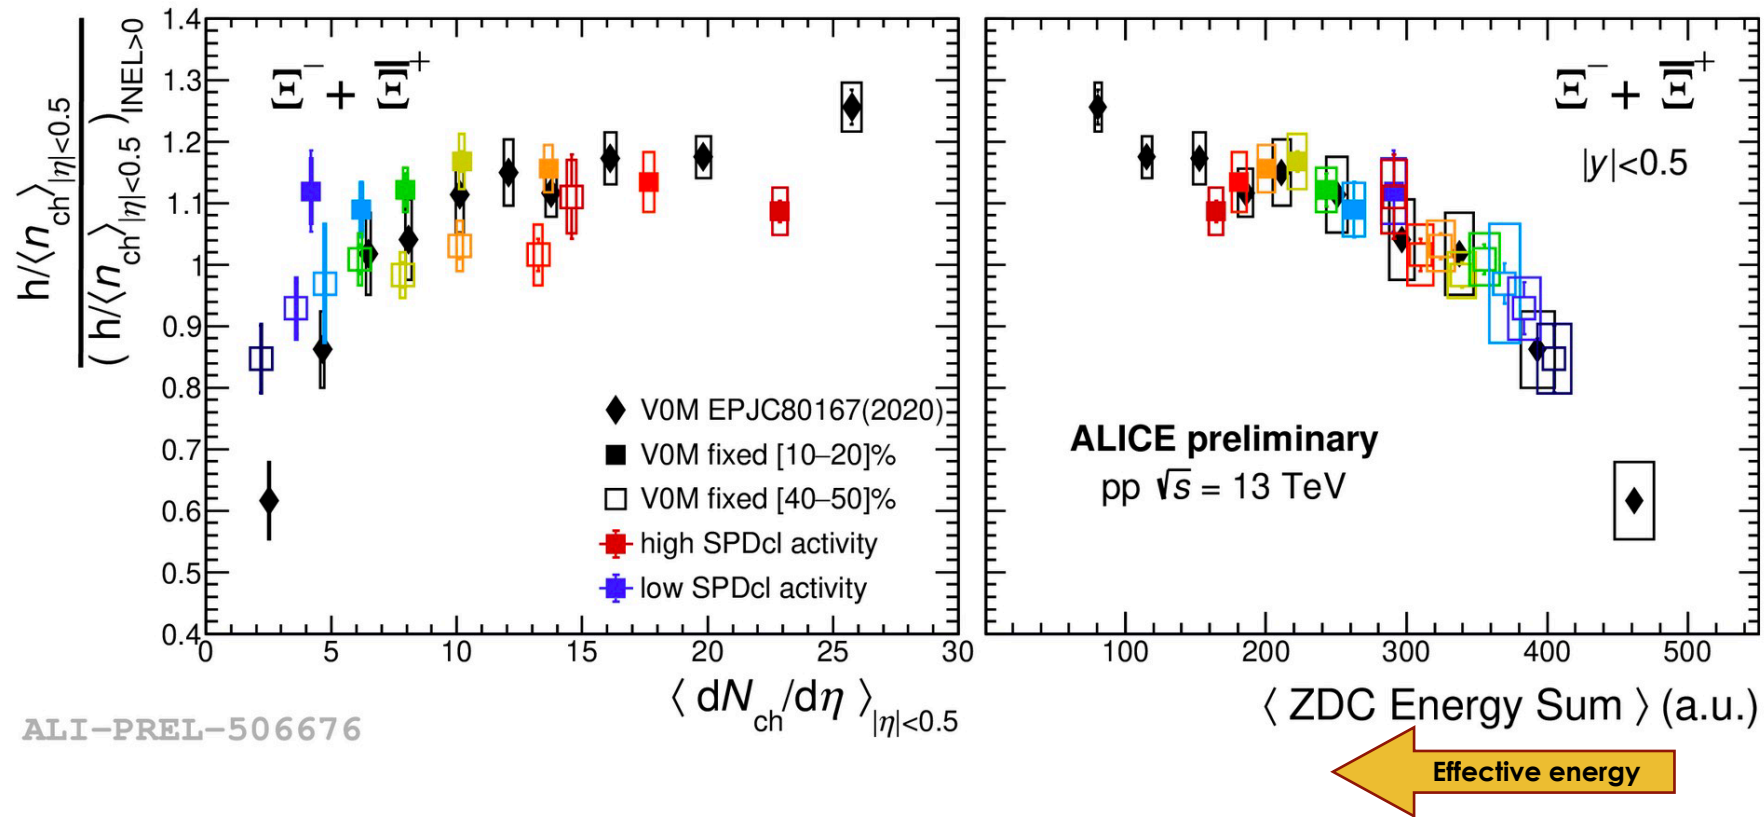 h/⟨n_ch⟩_|η|<0.5
( h/⟨n_ch⟩_|η|<0.5 )_INEL>0
1.4
1.3
1.2
1.1
1
0.9
0.8
0.7
0.6
0.5
0.4
Ξ⁻ + Ξ̅⁺
V0M EPJC80167(2020)
V0M fixed [10–20]%
V0M fixed [40–50]%
high SPDcl activity
low SPDcl activity
0 5 10 15 20 25 30
⟨ dN_ch/dη ⟩_|η|<0.5
Ξ⁻ + Ξ̅⁺
|y|<0.5
ALICE preliminary
pp √s = 13 TeV
100 200 300 400 500
⟨ ZDC Energy Sum ⟩ (a.u.)
ALI−PREL−506676
Effective energy